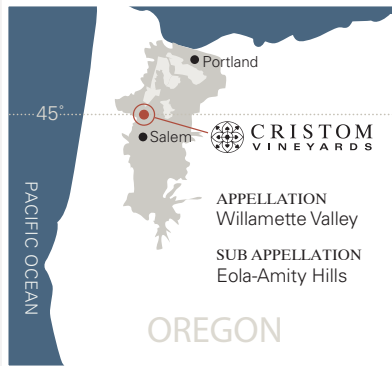 Portland
45°
Salem
CRISTOM
VINEYARDS
PACIFIC OCEAN
APPELLATION
Willamette Valley
SUB APPELLATION
Eola-Amity Hills
OREGON